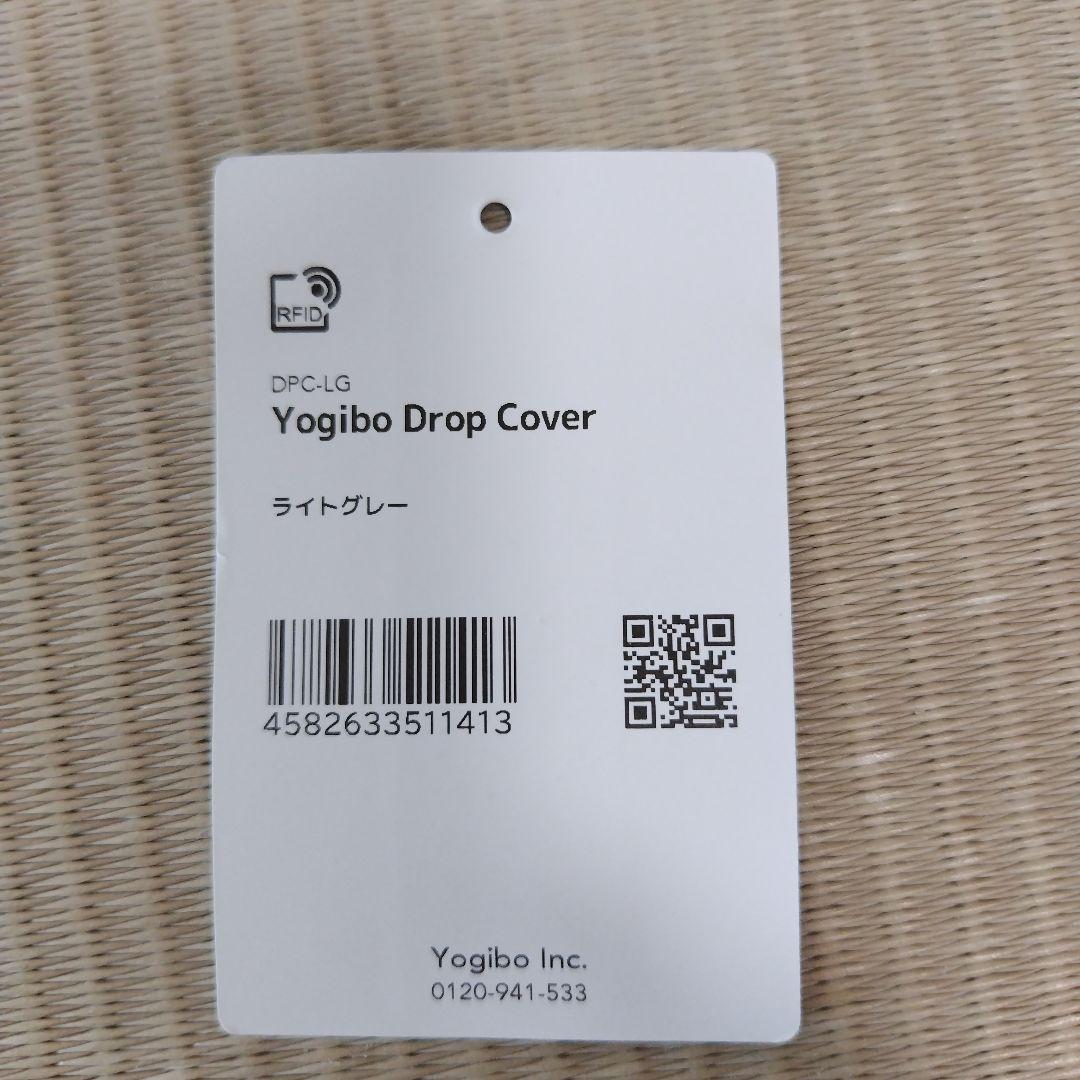 RFID
DPC-LG
Yogibo Drop Cover
ライトグレー
4582633511413
Yogibo Inc.
0120-941-533